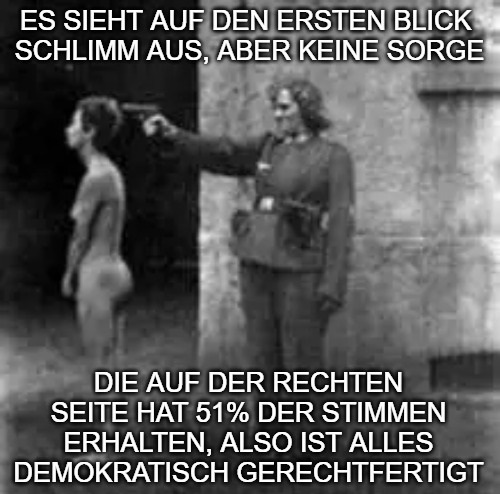 ES SIEHT AUF DEN ERSTEN BLICK
SCHLIMM AUS, ABER KEINE SORGE
DIE AUF DER RECHTEN
SEITE HAT 51% DER STIMMEN
ERHALTEN, ALSO IST ALLES
DEMOKRATISCH GERECHTFERTIGT